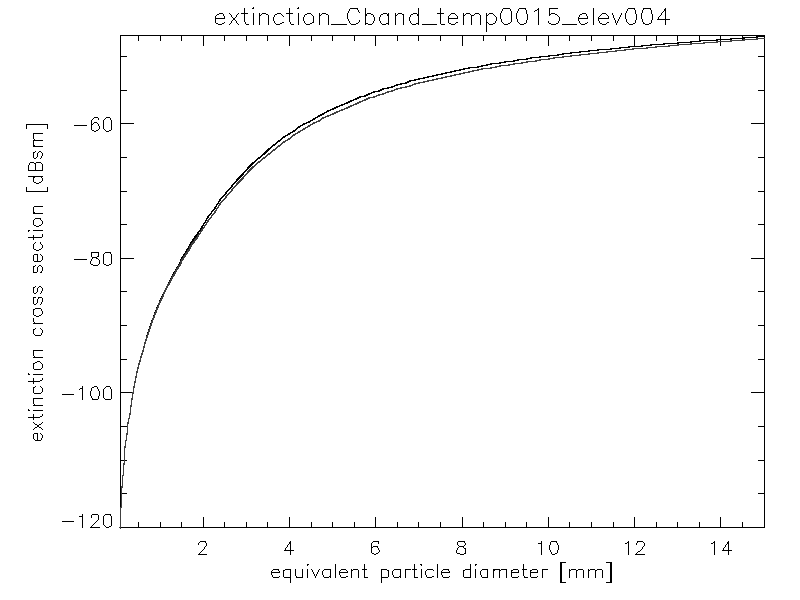 extinction_Cband_temp0015_elev004
extinction cross section [dBsm]
−60
−80
−100
−120
2 4 6 8 10 12 14
equivalent particle diameter [mm]